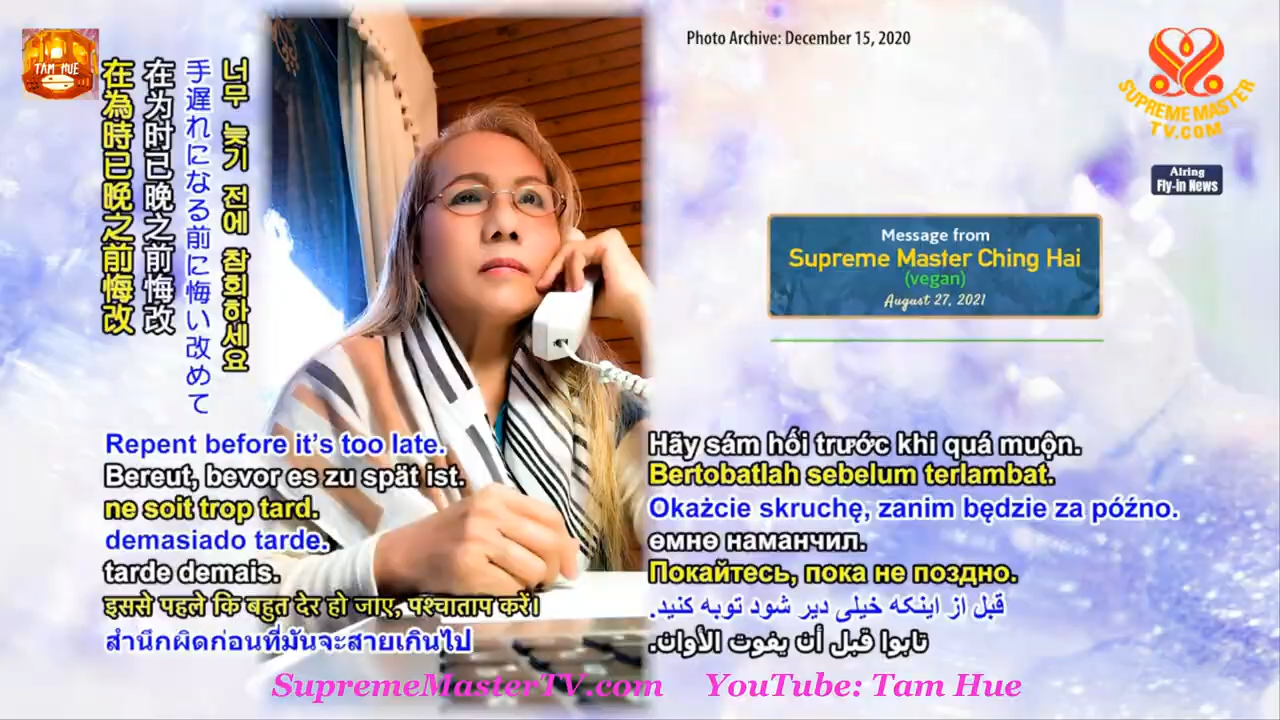 TAM HUE
Photo Archive: December 15, 2020
SUPREME MASTER
TV.COM
Airing
Fly-in News
Message from
Supreme Master Ching Hai
(vegan)
August 27, 2021
在為時已晚之前悔改
在为时已晚之前悔改
手遅れになる前に悔い改めて
너무 늦기 전에 참회하세요
Repent before it’s too late.
Bereut, bevor es zu spät ist.
ne soit trop tard.
demasiado tarde.
tarde demais.
इससे पहले कि बहुत देर हो जाए, पश्चाताप करें।
สำนึกผิดก่อนที่มันจะสายเกินไป
Hãy sám hối trước khi quá muộn.
Bertobatlah sebelum terlambat.
Okażcie skruchę, zanim będzie za późno.
өмнө наманчил.
Покайтесь, пока не поздно.
قبل از اینکه خیلی دیر شود توبه کنید.
تابوا قبل أن يفوت الأوان.
SupremeMasterTV.com YouTube: Tam Hue